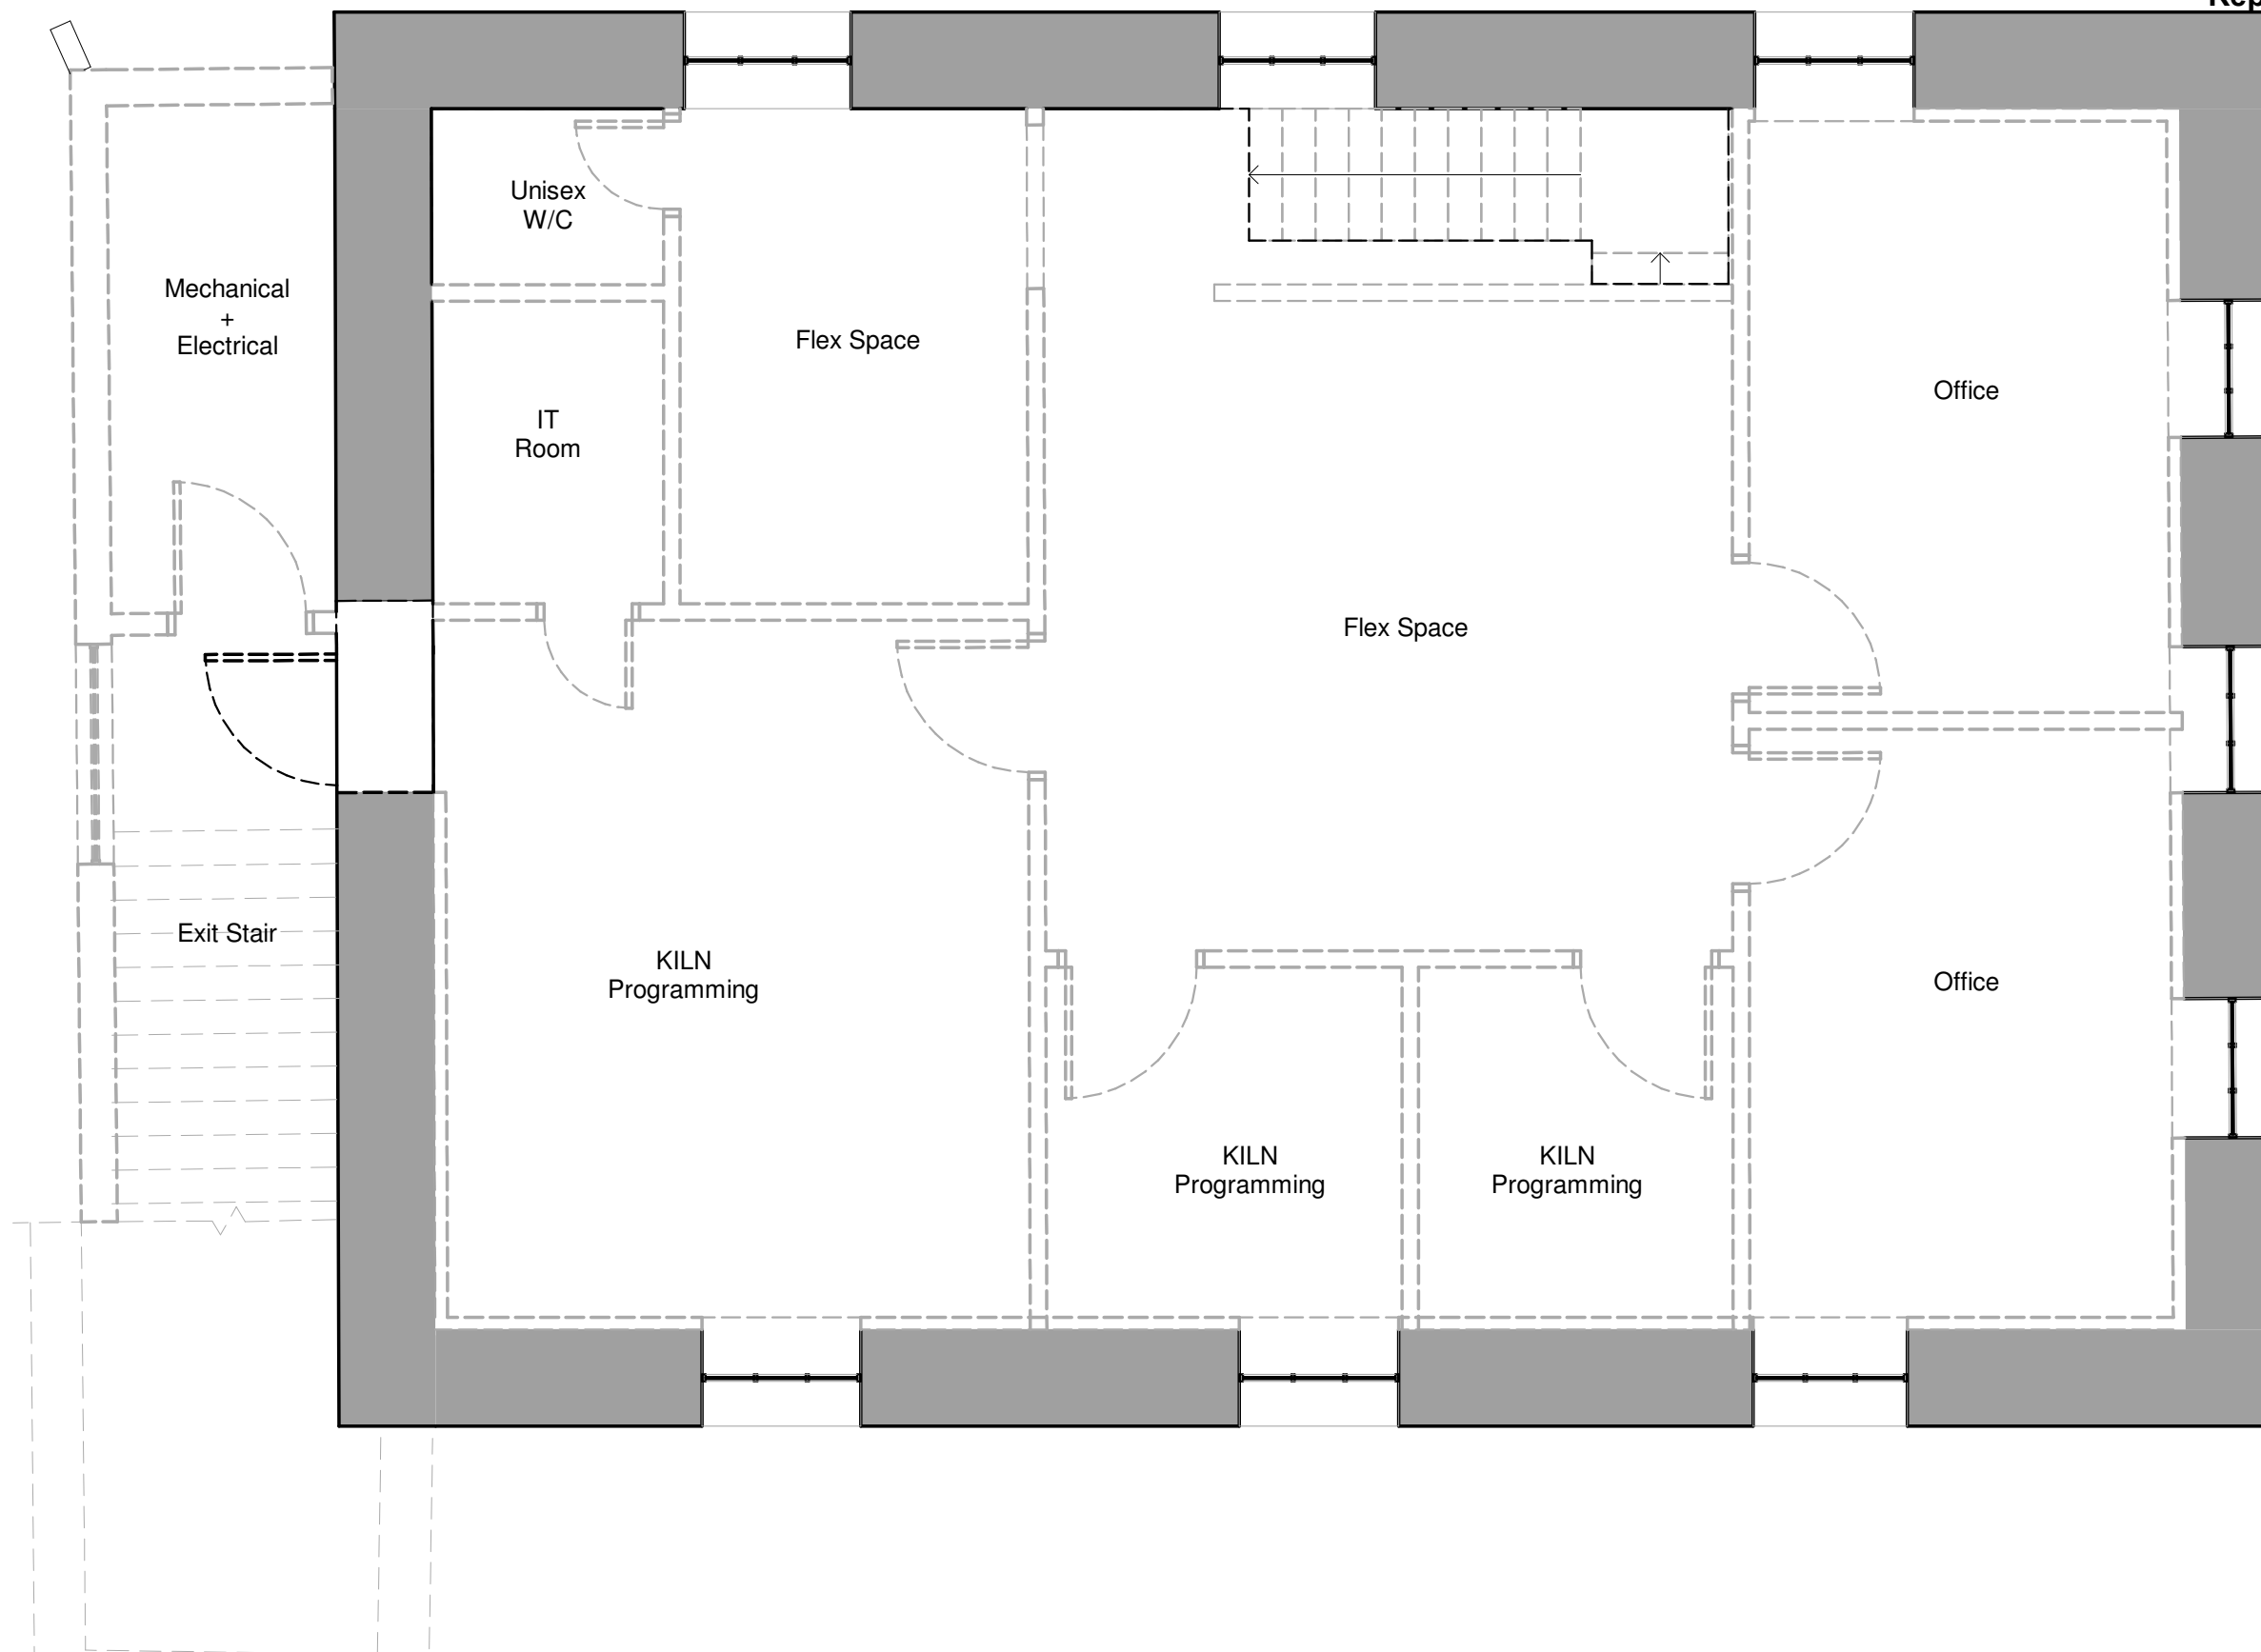 Unisex
W/C
Mechanical
+
Electrical
Flex Space
Office
IT
Room
Flex Space
Exit Stair
KILN
Programming
Office
KILN
Programming
KILN
Programming